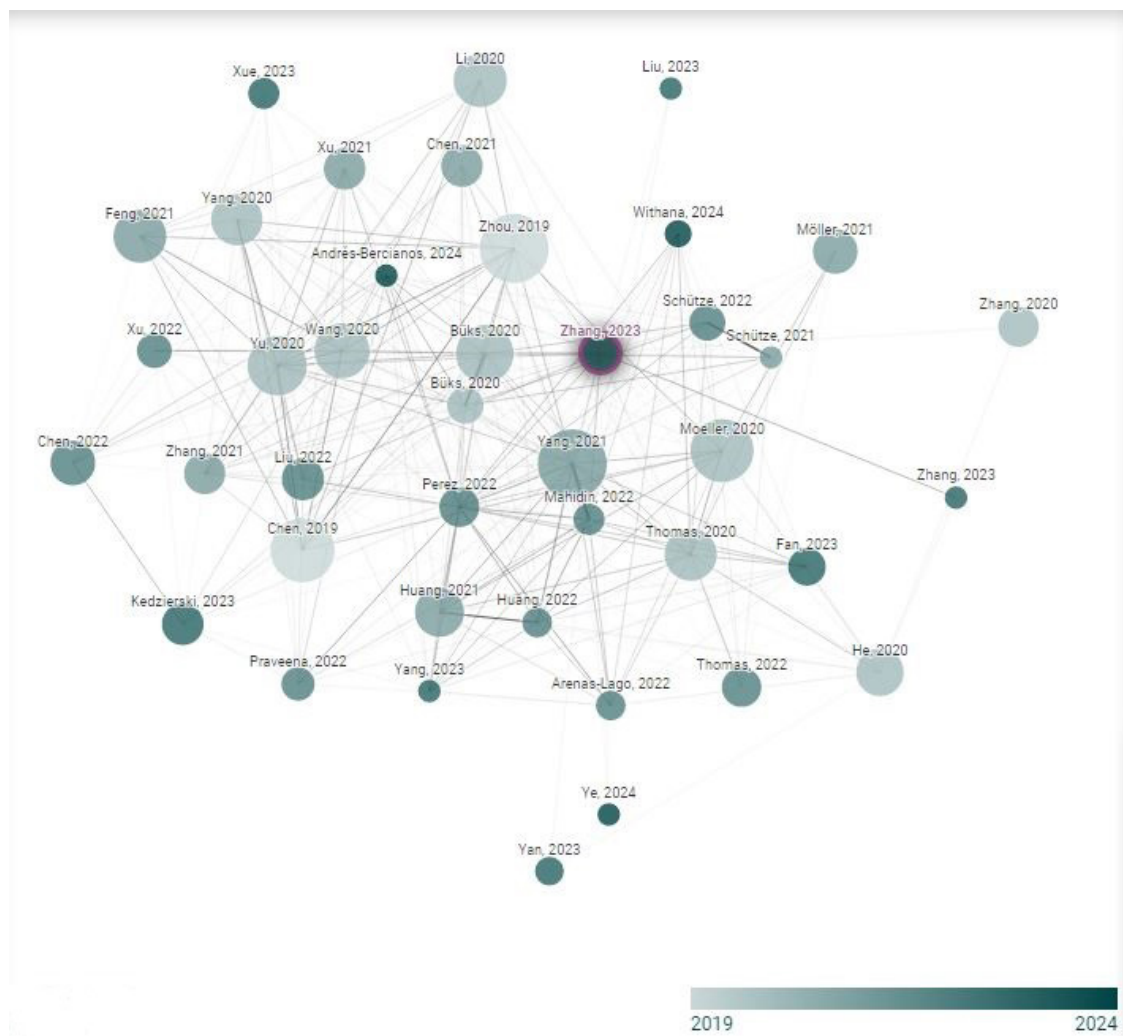 Li, 2020
Liu, 2023
Xue, 2023
Xu, 2021
Chen, 2021
Yang, 2020
Feng, 2021
Zhou, 2019
Withana, 2024
Möller, 2021
Andrés-Bercianos, 2024
Schütze, 2022
Zhang, 2020
Xu, 2022
Yu, 2020
Wang, 2020
Büks, 2020
Zhang, 2023
Schütze, 2021
Büks, 2020
Chen, 2022
Zhang, 2021
Liu, 2022
Yang, 2021
Moeller, 2020
Perez, 2022
Mahidin, 2022
Zhang, 2023
Chen, 2019
Thomas, 2020
Fan, 2023
Kedzierski, 2023
Huang, 2021
Huang, 2022
Praveena, 2022
Yang, 2023
Arenas-Lago, 2022
Thomas, 2022
He, 2020
Ye, 2024
Yan, 2023
2019 2024